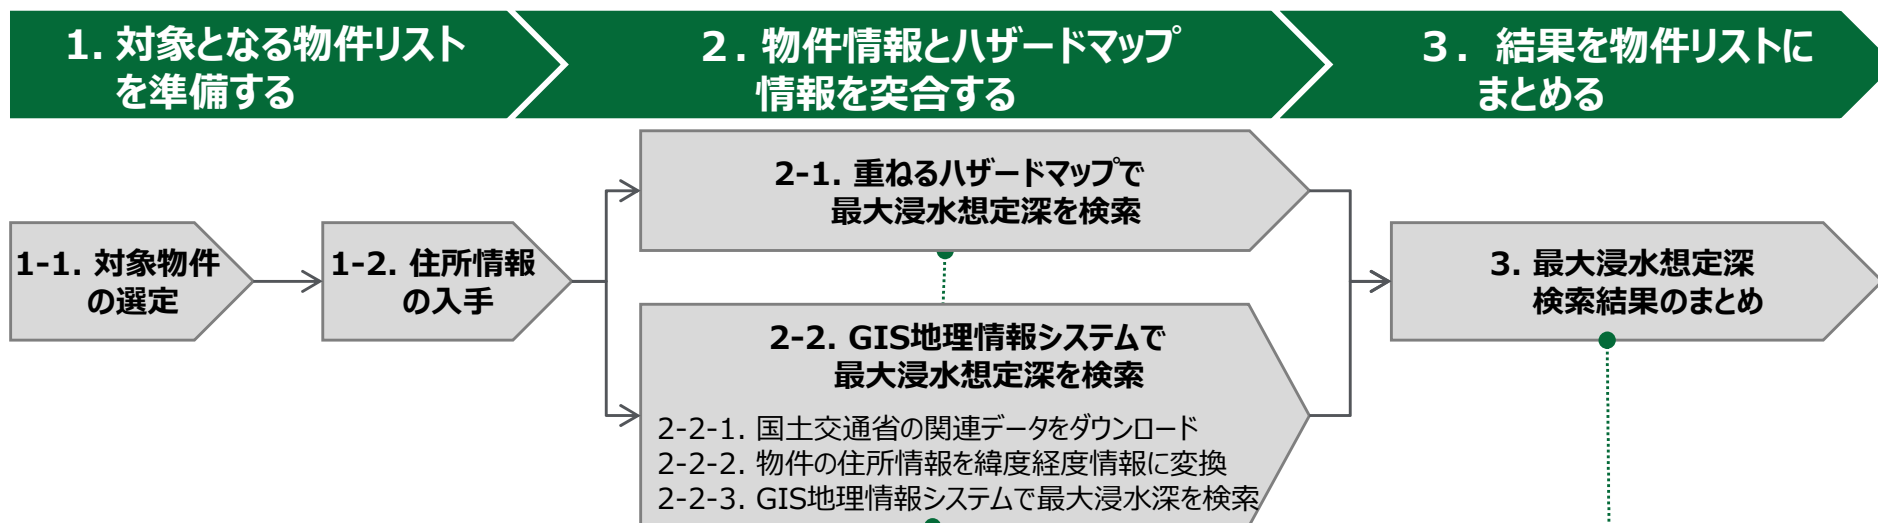 1. 対象となる物件リスト
を準備する
2. 物件情報とハザードマップ
情報を突合する
3. 結果を物件リストに
まとめる
1-1. 対象物件
の選定
1-2. 住所情報
の入手
2-1. 重ねるハザードマップで
最大浸水想定深を検索
2-2. GIS地理情報システムで
最大浸水想定深を検索
2-2-1. 国土交通省の関連データをダウンロード
2-2-2. 物件の住所情報を緯度経度情報に変換
2-2-3. GIS地理情報システムで最大浸水深を検索
3. 最大浸水想定深
検索結果のまとめ